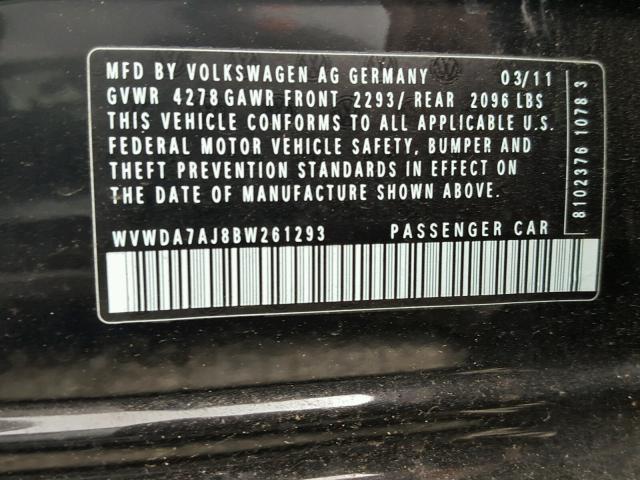 MFD BY VOLKSWAGEN AG GERMANY 03/11
GVWR 4278 GAWR FRONT 2293/ REAR 2096 LBS
THIS VEHICLE CONFORMS TO ALL APPLICABLE U.S.
FEDERAL MOTOR VEHICLE SAFETY, BUMPER AND
THEFT PREVENTION STANDARDS IN EFFECT ON
THE DATE OF MANUFACTURE SHOWN ABOVE.
WVWDA7AJ8BW261293 PASSENGER CAR
8102376 1078 3